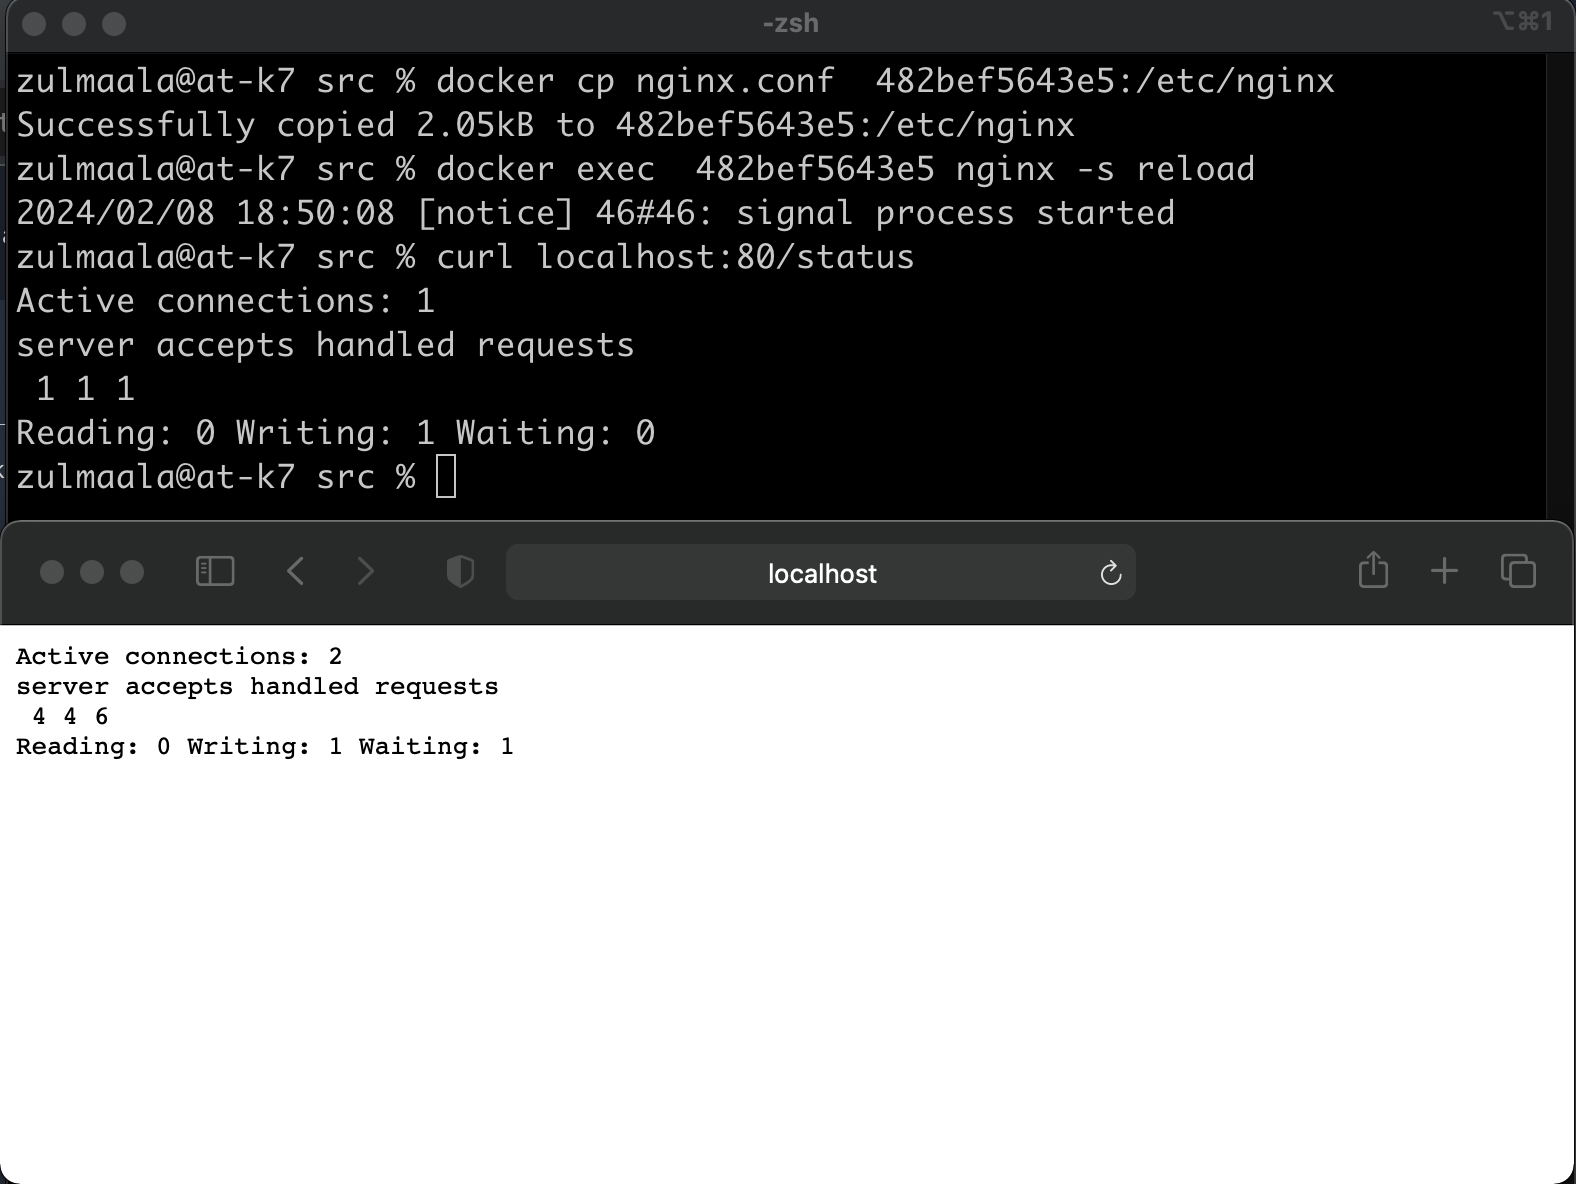 -zsh
⌥⌘1
zulmaala@at-k7 src % docker cp nginx.conf  482bef5643e5:/etc/nginx
Successfully copied 2.05kB to 482bef5643e5:/etc/nginx
zulmaala@at-k7 src % docker exec  482bef5643e5 nginx -s reload
2024/02/08 18:50:08 [notice] 46#46: signal process started
zulmaala@at-k7 src % curl localhost:80/status
Active connections: 1
server accepts handled requests
 1 1 1
Reading: 0 Writing: 1 Waiting: 0
zulmaala@at-k7 src %
localhost
Active connections: 2
server accepts handled requests
 4 4 6
Reading: 0 Writing: 1 Waiting: 1